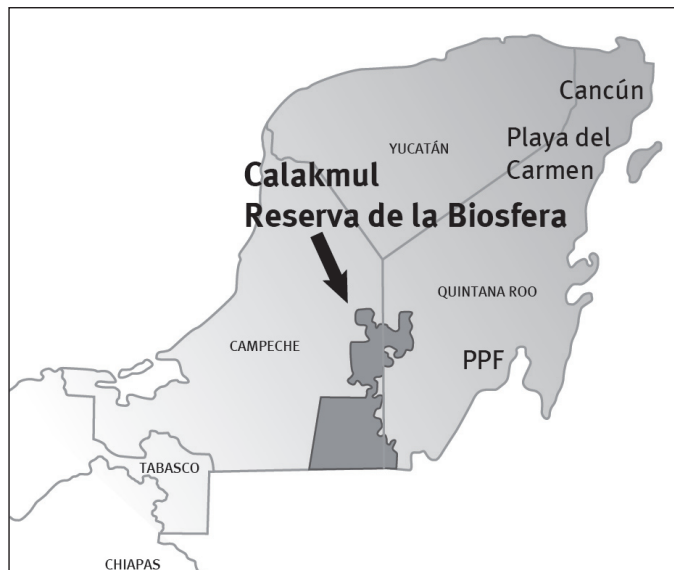 Cancún
YUCATÁN
Playa del
Carmen
Calakmul
Reserva de la Biosfera
QUINTANA ROO
CAMPECHE
PPF
TABASCO
CHIAPAS